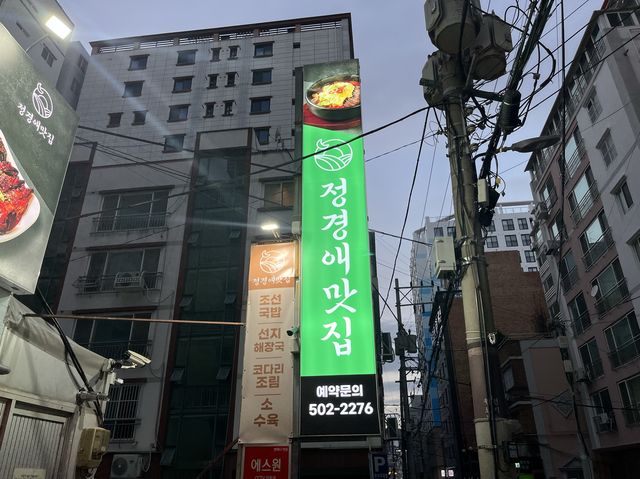 정경애맛집
정경애맛집
예약문의
502-2276
정경애맛집
조선
국밥
선지
해장국
코다리
조림
소
수육
에스원
P